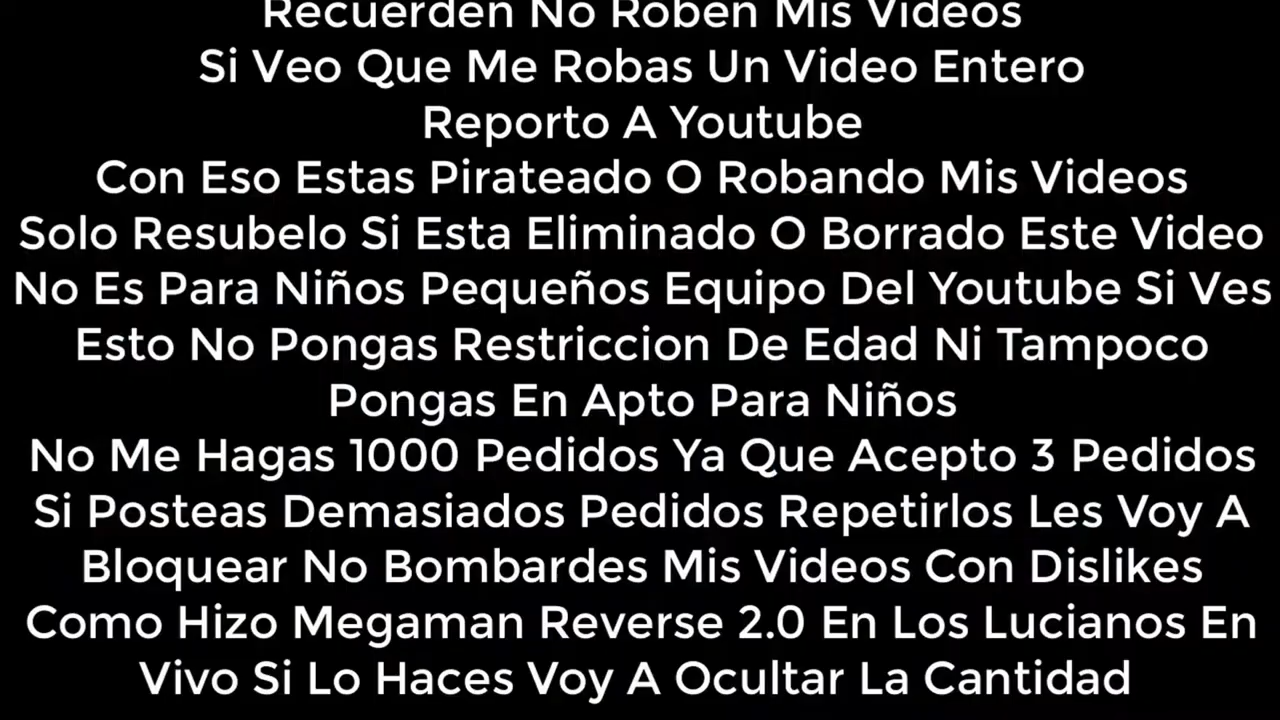 Recuerden No Roben Mis Videos
Si Veo Que Me Robas Un Video Entero
Reporto A Youtube
Con Eso Estas Pirateado O Robando Mis Videos
Solo Resubelo Si Esta Eliminado O Borrado Este Video
No Es Para Niños Pequeños Equipo Del Youtube Si Ves
Esto No Pongas Restriccion De Edad Ni Tampoco
Pongas En Apto Para Niños
No Me Hagas 1000 Pedidos Ya Que Acepto 3 Pedidos
Si Posteas Demasiados Pedidos Repetirlos Les Voy A
Bloquear No Bombardes Mis Videos Con Dislikes
Como Hizo Megaman Reverse 2.0 En Los Lucianos En
Vivo Si Lo Haces Voy A Ocultar La Cantidad